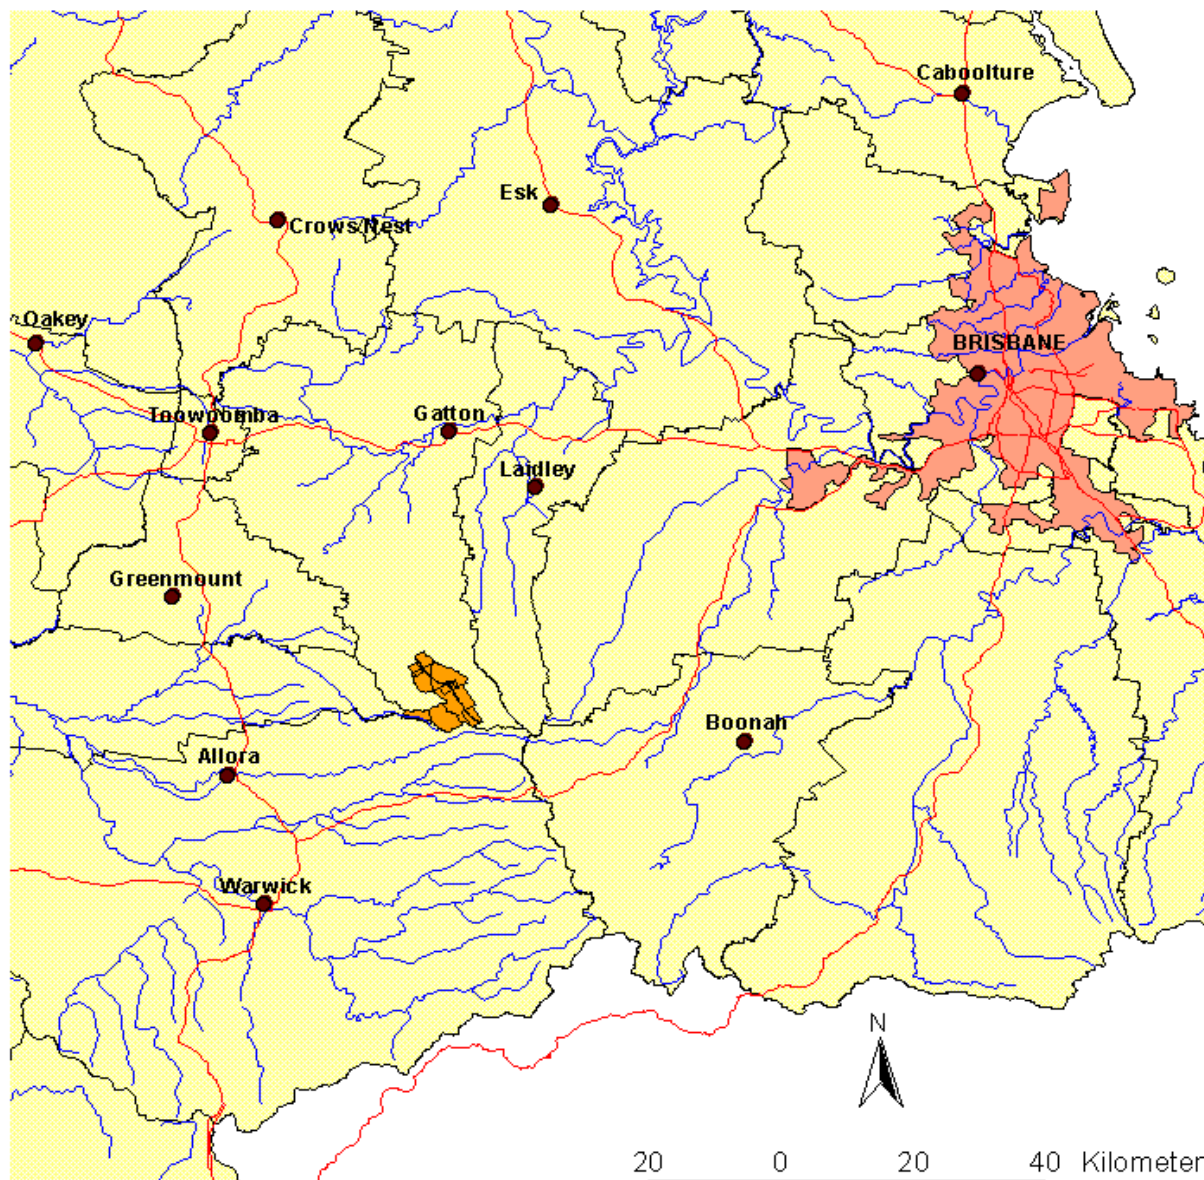 Caboolture
Esk
Crows Nest
Oakey
BRISBANE
Toowoomba
Gatton
Laidley
Greenmount
Boonah
Allora
Warwick
N
20 0 20 40 Kilometer